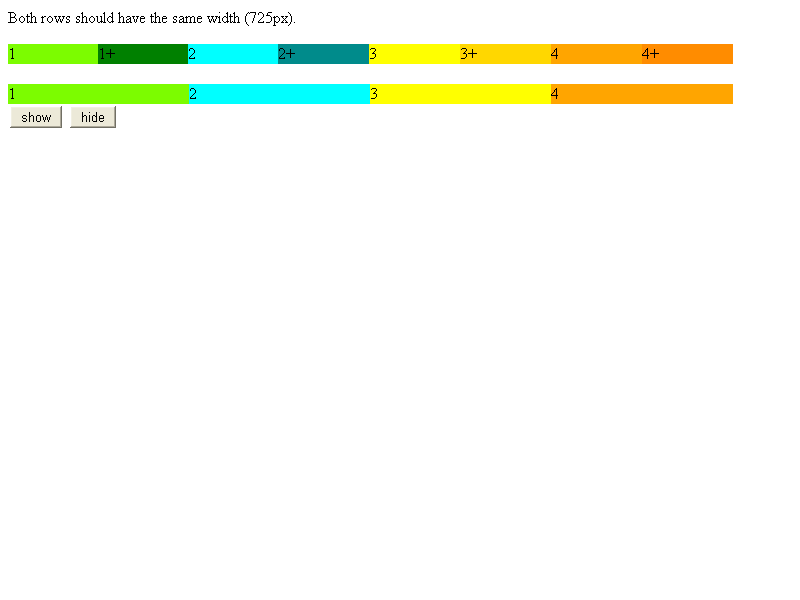 Both rows should have the same width (725px).
1 1+ 2 2+ 3 3+ 4 4+
1 2 3 4
show hide